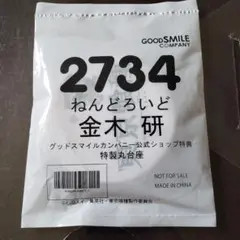 GOODSMILE
COMPANY
2734
ねんどろいど
金木 研
グッドスマイルカンパニー公式ショップ特典
特製丸台座
NOT FOR SALE
MADE IN CHINA